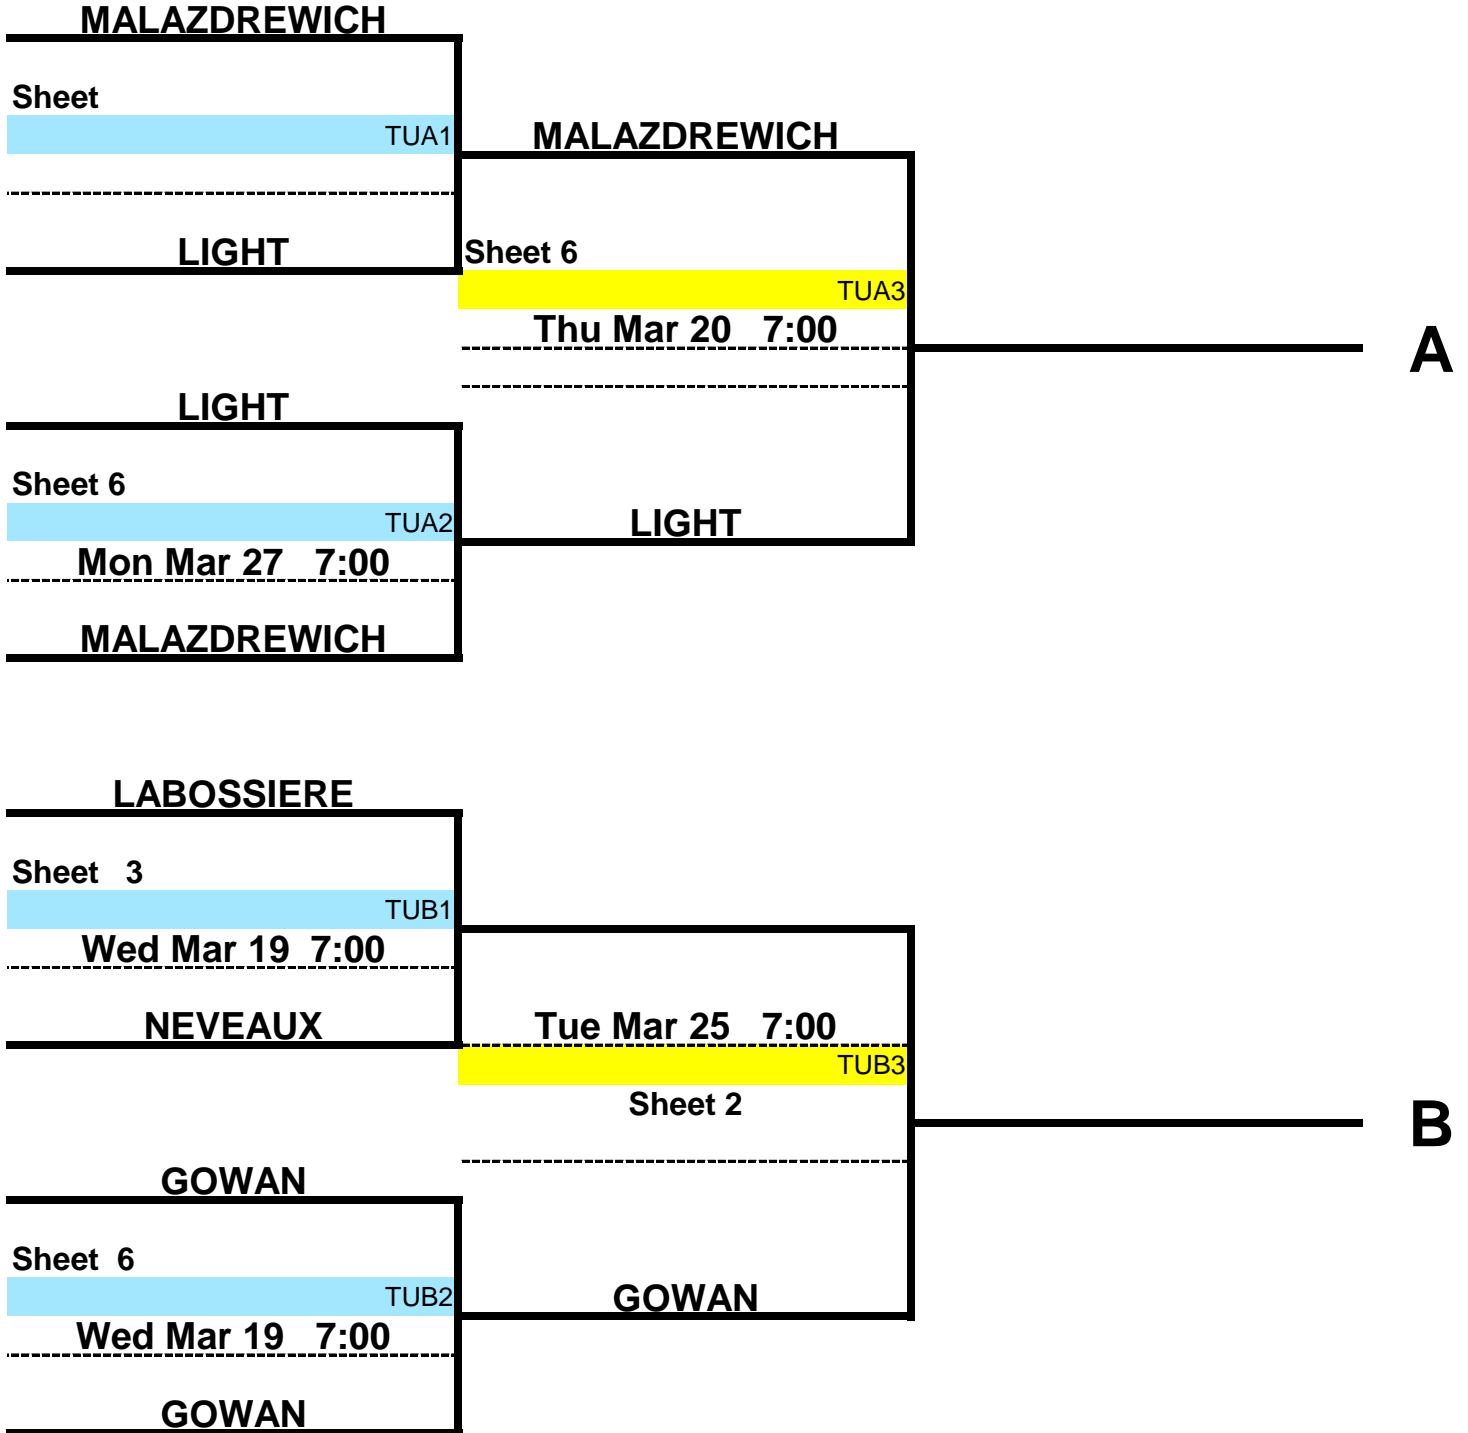 MALAZDREWICH
Sheet
TUA1
MALAZDREWICH
LIGHT
Sheet 6
TUA3
Thu Mar 20 7:00
A
LIGHT
Sheet 6
TUA2
LIGHT
Mon Mar 27 7:00
MALAZDREWICH
LABOSSIERE
Sheet 3
TUB1
Wed Mar 19 7:00
NEVEAUX
Tue Mar 25 7:00
TUB3
Sheet 2
B
GOWAN
Sheet 6
TUB2
GOWAN
Wed Mar 19 7:00
GOWAN